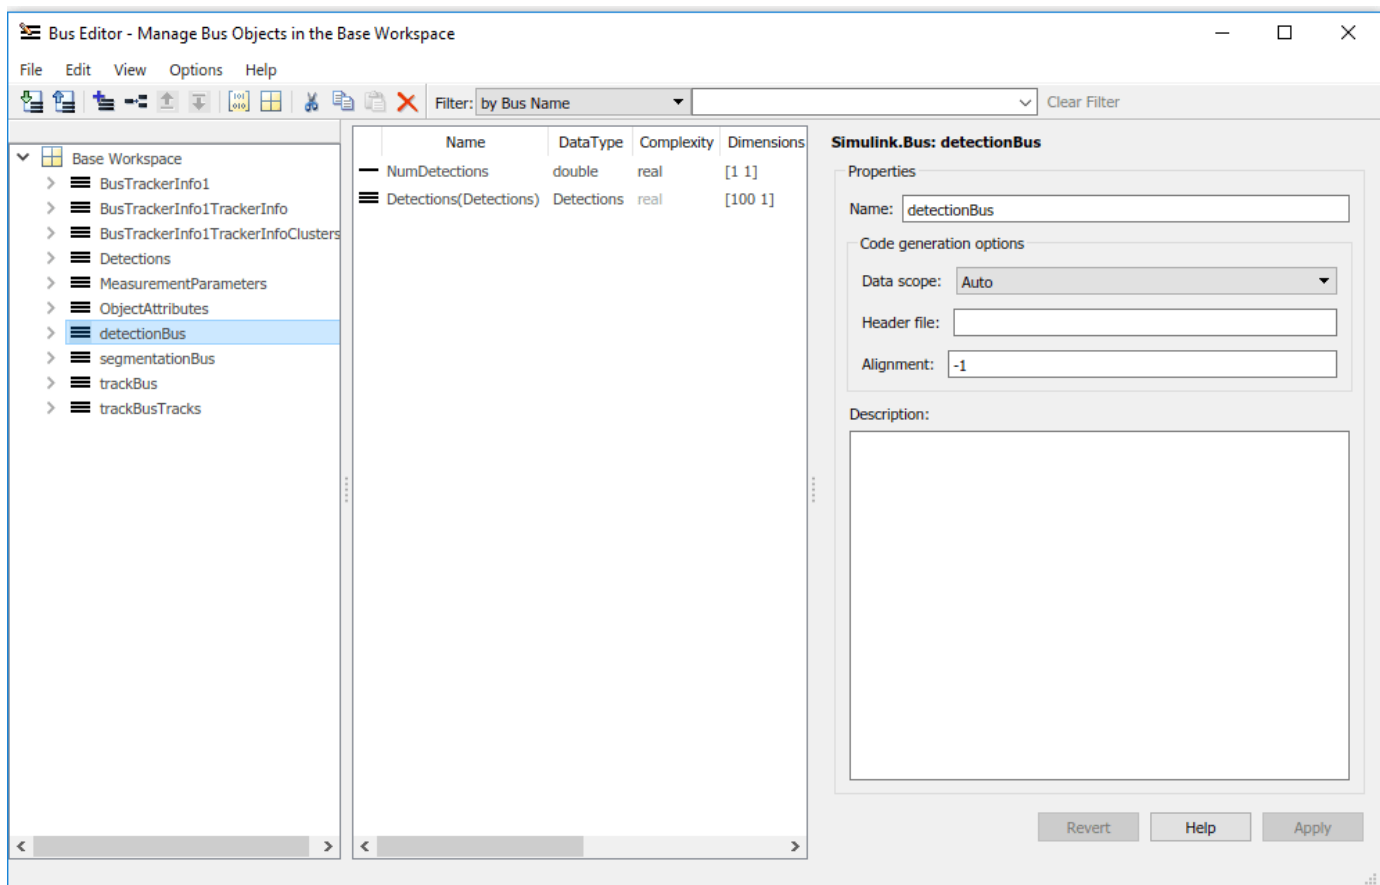 Bus Editor - Manage Bus Objects in the Base Workspace
File Edit View Options Help
Filter: by Bus Name Clear Filter
Base Workspace
BusTrackerInfo1
BusTrackerInfo1TrackerInfo
BusTrackerInfo1TrackerInfoClusters
Detections
MeasurementParameters
ObjectAttributes
detectionBus
segmentationBus
trackBus
trackBusTracks
Name DataType Complexity Dimensions
NumDetections double real [1 1]
Detections(Detections) Detections real [100 1]
Simulink.Bus: detectionBus
Properties
Name: detectionBus
Code generation options
Data scope: Auto
Header file:
Alignment: -1
Description:
Revert Help Apply